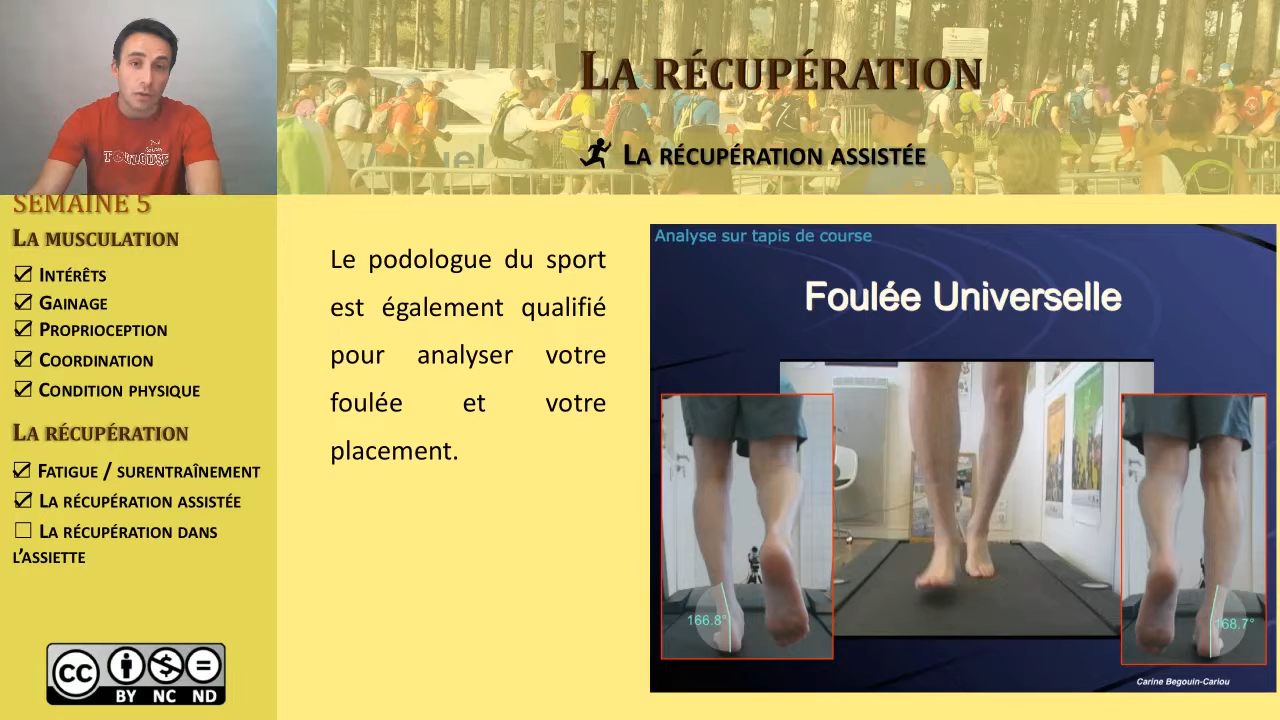 LA RÉCUPÉRATION
LA RÉCUPÉRATION ASSISTÉE
TOULOUSE
SEMAINE 5
LA MUSCULATION
☑ INTÉRÊTS
☑ GAINAGE
☑ PROPRIOCEPTION
☑ COORDINATION
☑ CONDITION PHYSIQUE
LA RÉCUPÉRATION
☑ FATIGUE / SURENTRAÎNEMENT
☑ LA RÉCUPÉRATION ASSISTÉE
☐ LA RÉCUPÉRATION DANS
L'ASSIETTE
CC BY NC ND
Le podologue du sport
est également qualifié
pour analyser votre
foulée et votre
placement.
Analyse sur tapis de course
Foulée Universelle
166.8°
168.7°
Carine Begouin-Cariou